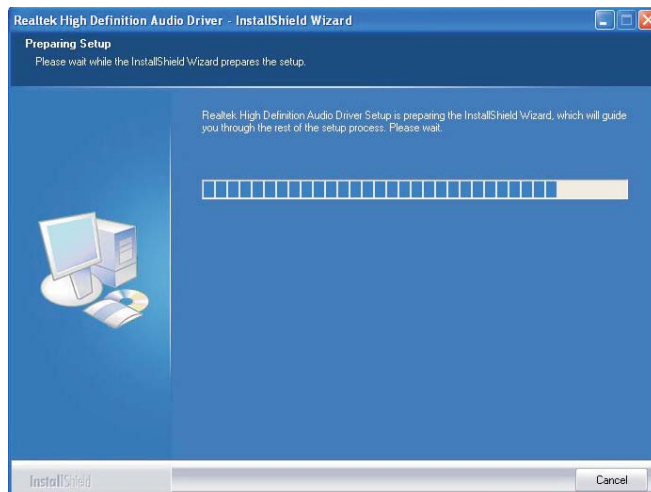 Realtek High Definition Audio Driver - InstallShield Wizard
Preparing Setup
Please wait while the InstallShield Wizard prepares the setup.
Realtek High Definition Audio Driver Setup is preparing the InstallShield Wizard, which will guide
you through the rest of the setup process. Please wait.
InstallShield
Cancel